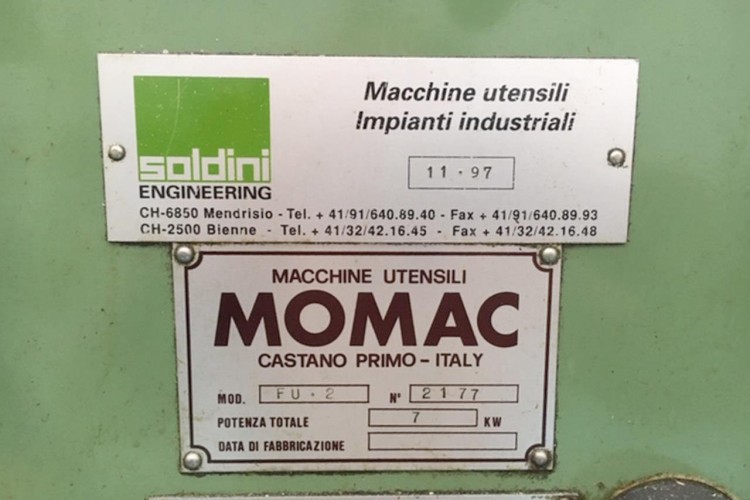 soldini
ENGINEERING
Macchine utensili
Impianti industriali
11 · 97
CH-6850 Mendrisio - Tel. + 41/91/640.89.40 - Fax + 41/91/640.89.93
CH-2500 Bienne - Tel. + 41/32/42.16.45 - Fax + 41/32/42.16.48
MACCHINE UTENSILI
MOMAC
CASTANO PRIMO - ITALY
MOD. FU · 2 N° 2177
POTENZA TOTALE 7 KW
DATA DI FABBRICAZIONE